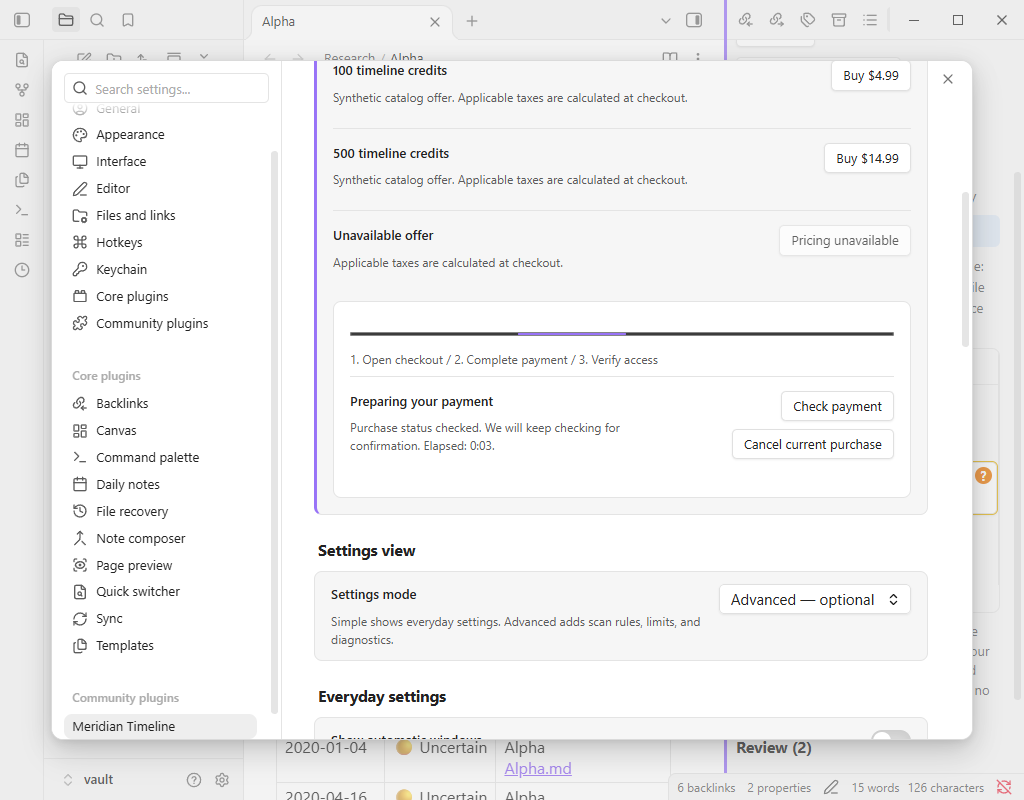 Alpha
Research / Alpha
Search settings...
General
Appearance
Interface
Editor
Files and links
Hotkeys
Keychain
Core plugins
Community plugins
Core plugins
Backlinks
Canvas
Command palette
Daily notes
File recovery
Note composer
Page preview
Quick switcher
Sync
Templates
Community plugins
Meridian Timeline
100 timeline credits
Buy $4.99
Synthetic catalog offer. Applicable taxes are calculated at checkout.
500 timeline credits
Buy $14.99
Synthetic catalog offer. Applicable taxes are calculated at checkout.
Unavailable offer
Pricing unavailable
Applicable taxes are calculated at checkout.
1. Open checkout / 2. Complete payment / 3. Verify access
Preparing your payment
Check payment
Purchase status checked. We will keep checking for
confirmation. Elapsed: 0:03.
Cancel current purchase
Settings view
Settings mode
Advanced — optional
Simple shows everyday settings. Advanced adds scan rules, limits, and
diagnostics.
Everyday settings
Show automatic windows
2020-01-04 Uncertain Alpha
Alpha.md
2020-04-16 Uncertain Alpha
Review (2)
no
?
vault
6 backlinks 2 properties 15 words 126 characters